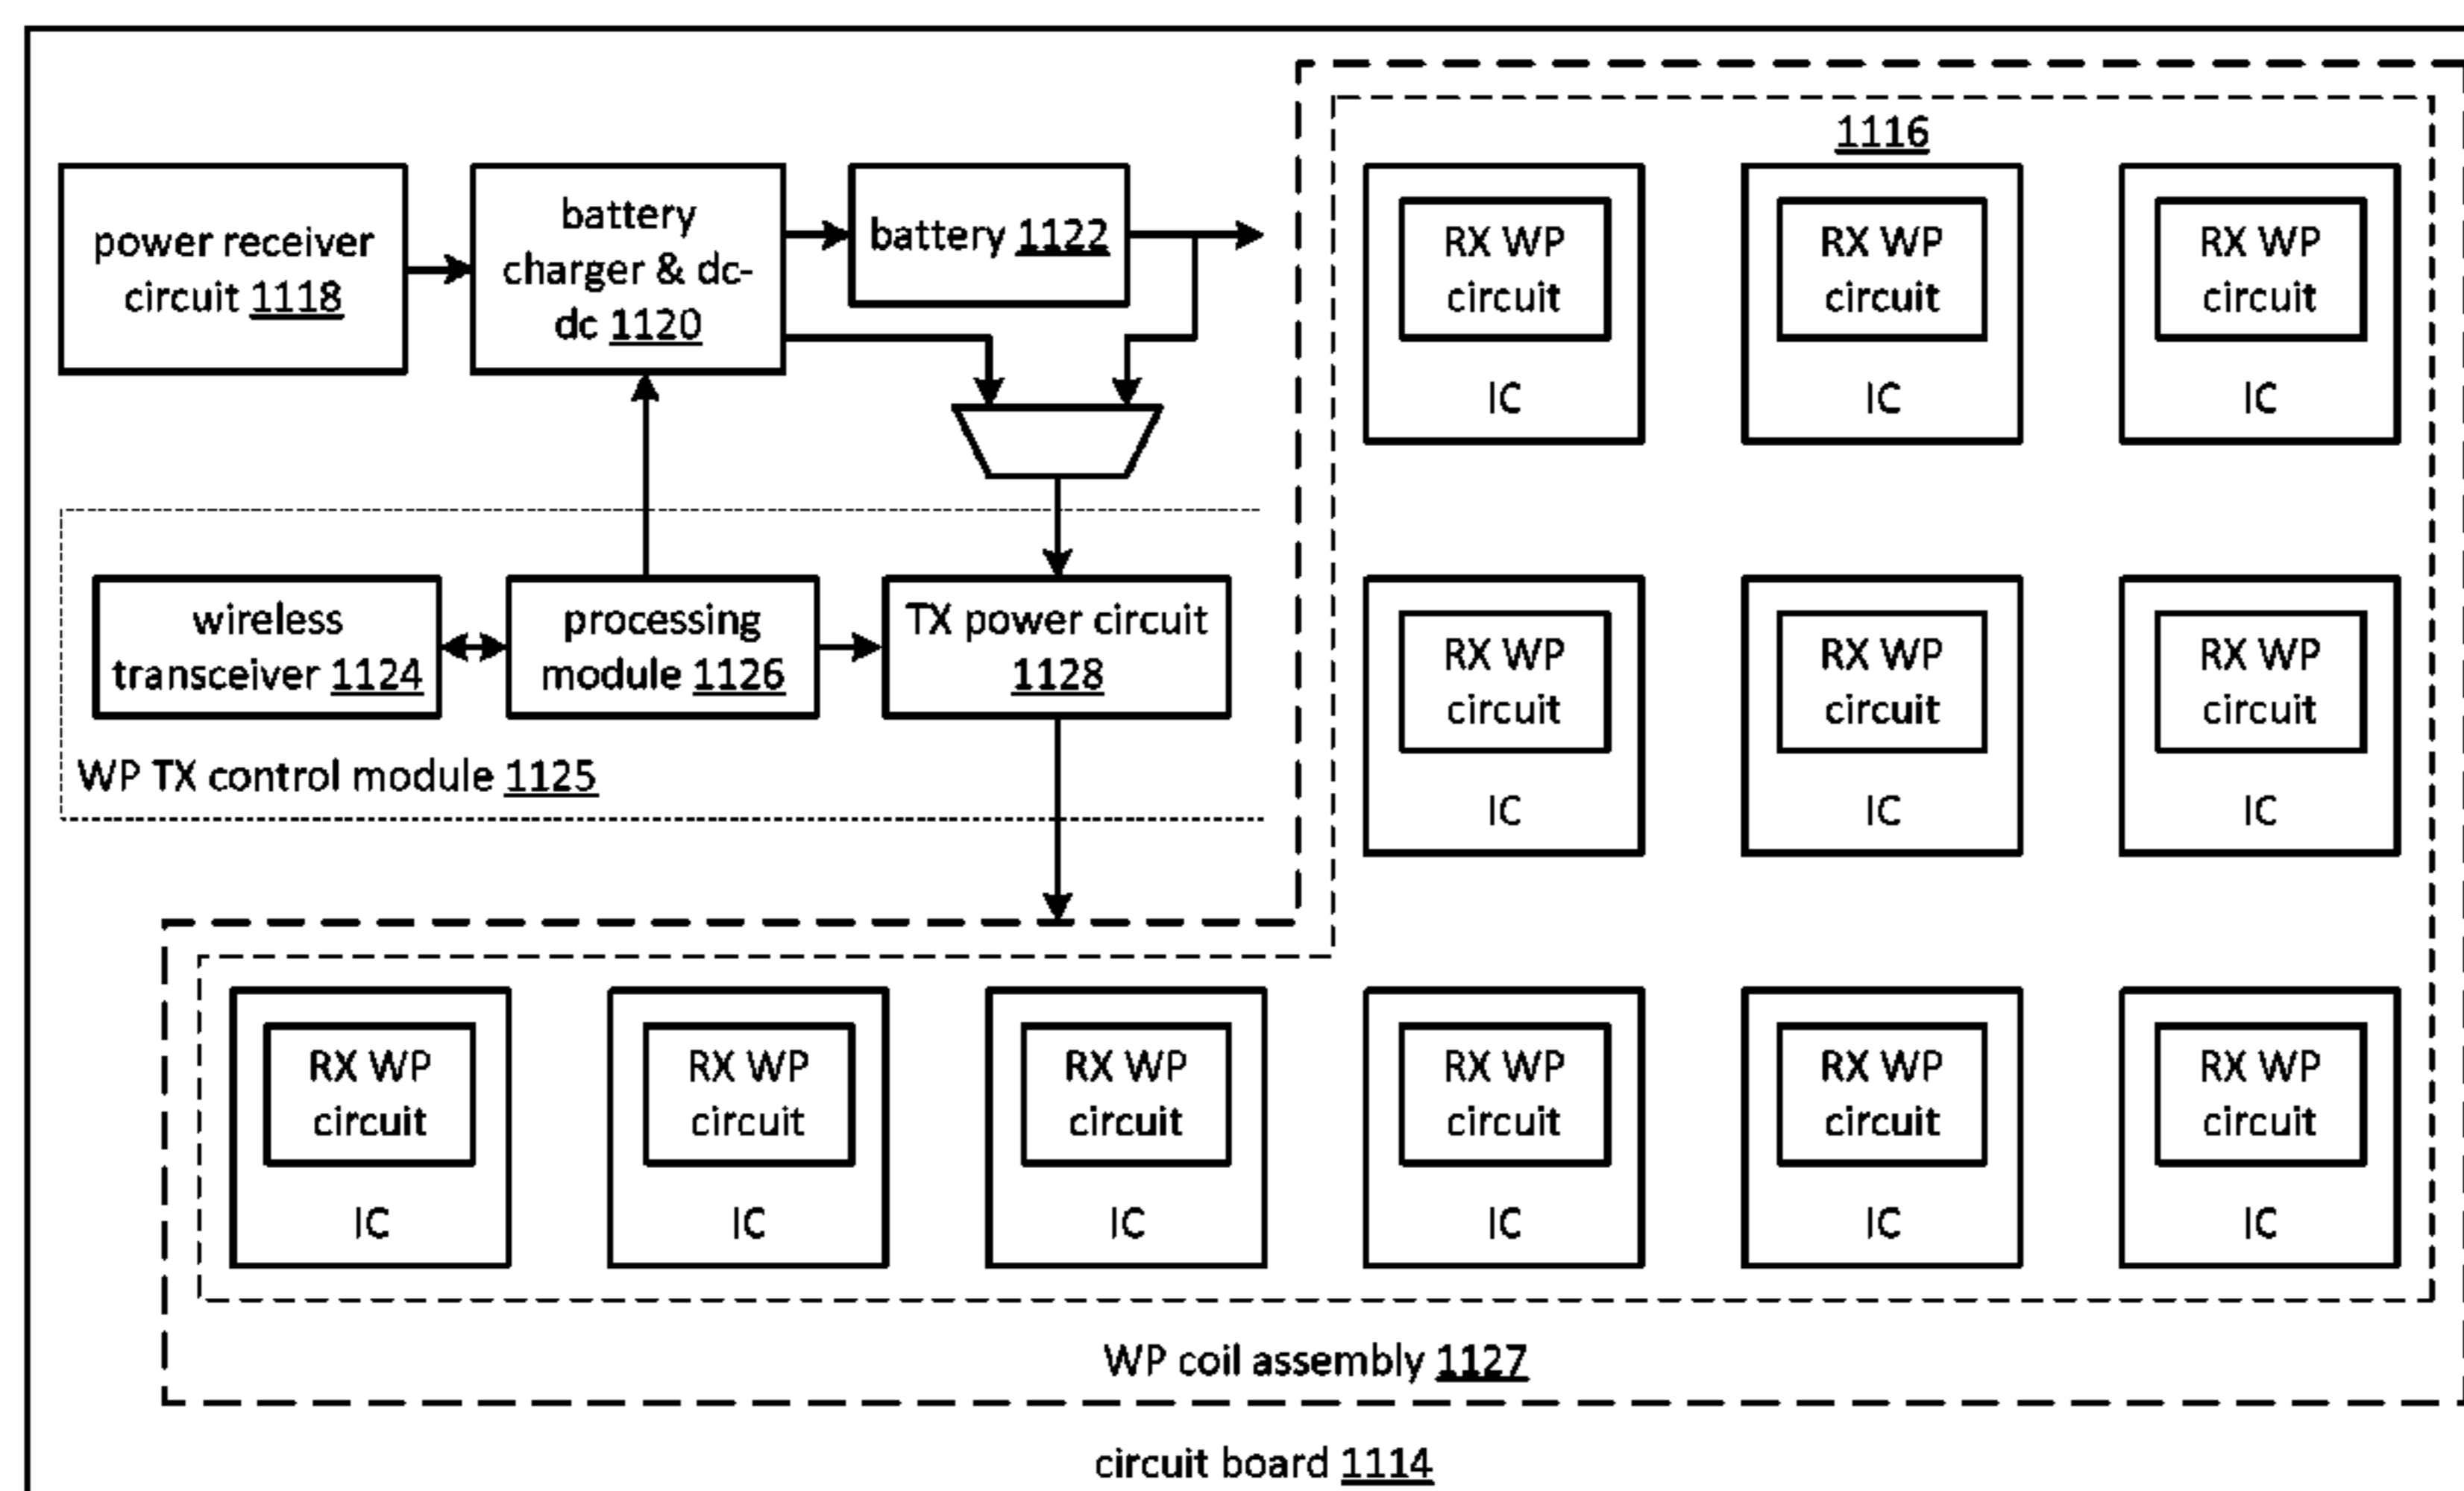 1116
power receiver
circuit 1118
battery
charger & dc-
dc 1120
battery 1122
RX WP
circuit
IC
RX WP
circuit
IC
RX WP
circuit
IC
wireless
transceiver 1124
processing
module 1126
TX power circuit
1128
WP TX control module 1125
RX WP
circuit
IC
RX WP
circuit
IC
RX WP
circuit
IC
RX WP
circuit
IC
RX WP
circuit
IC
RX WP
circuit
IC
RX WP
circuit
IC
RX WP
circuit
IC
RX WP
circuit
IC
WP coil assembly 1127
circuit board 1114